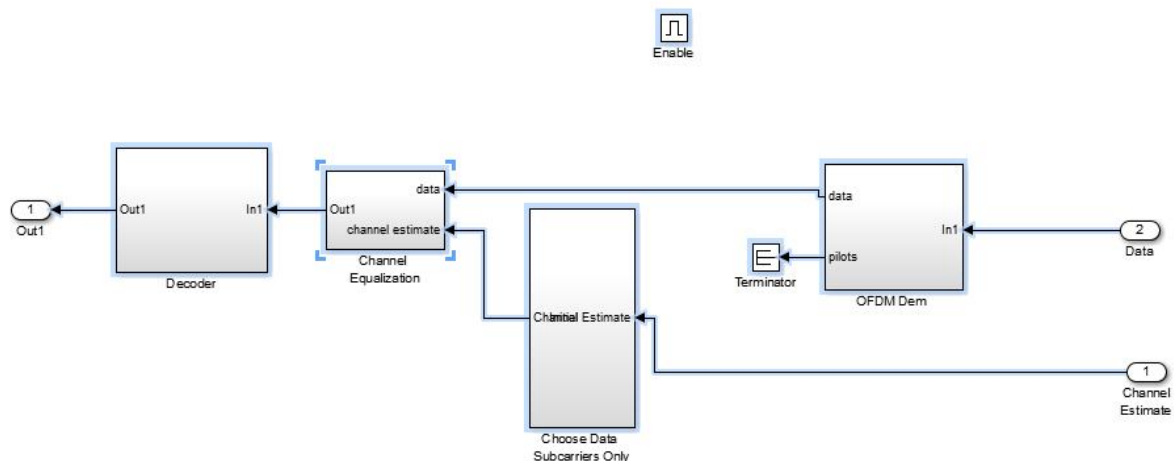 Enable
data
Out1
channel estimate
Channel
Equalization
1
Out1
Out1
In1
Decoder
data
In1
pilots
OFDM Dem
2
Data
Terminator
Estimate
Choose Data
Subcarriers Only
1
Channel
Estimate